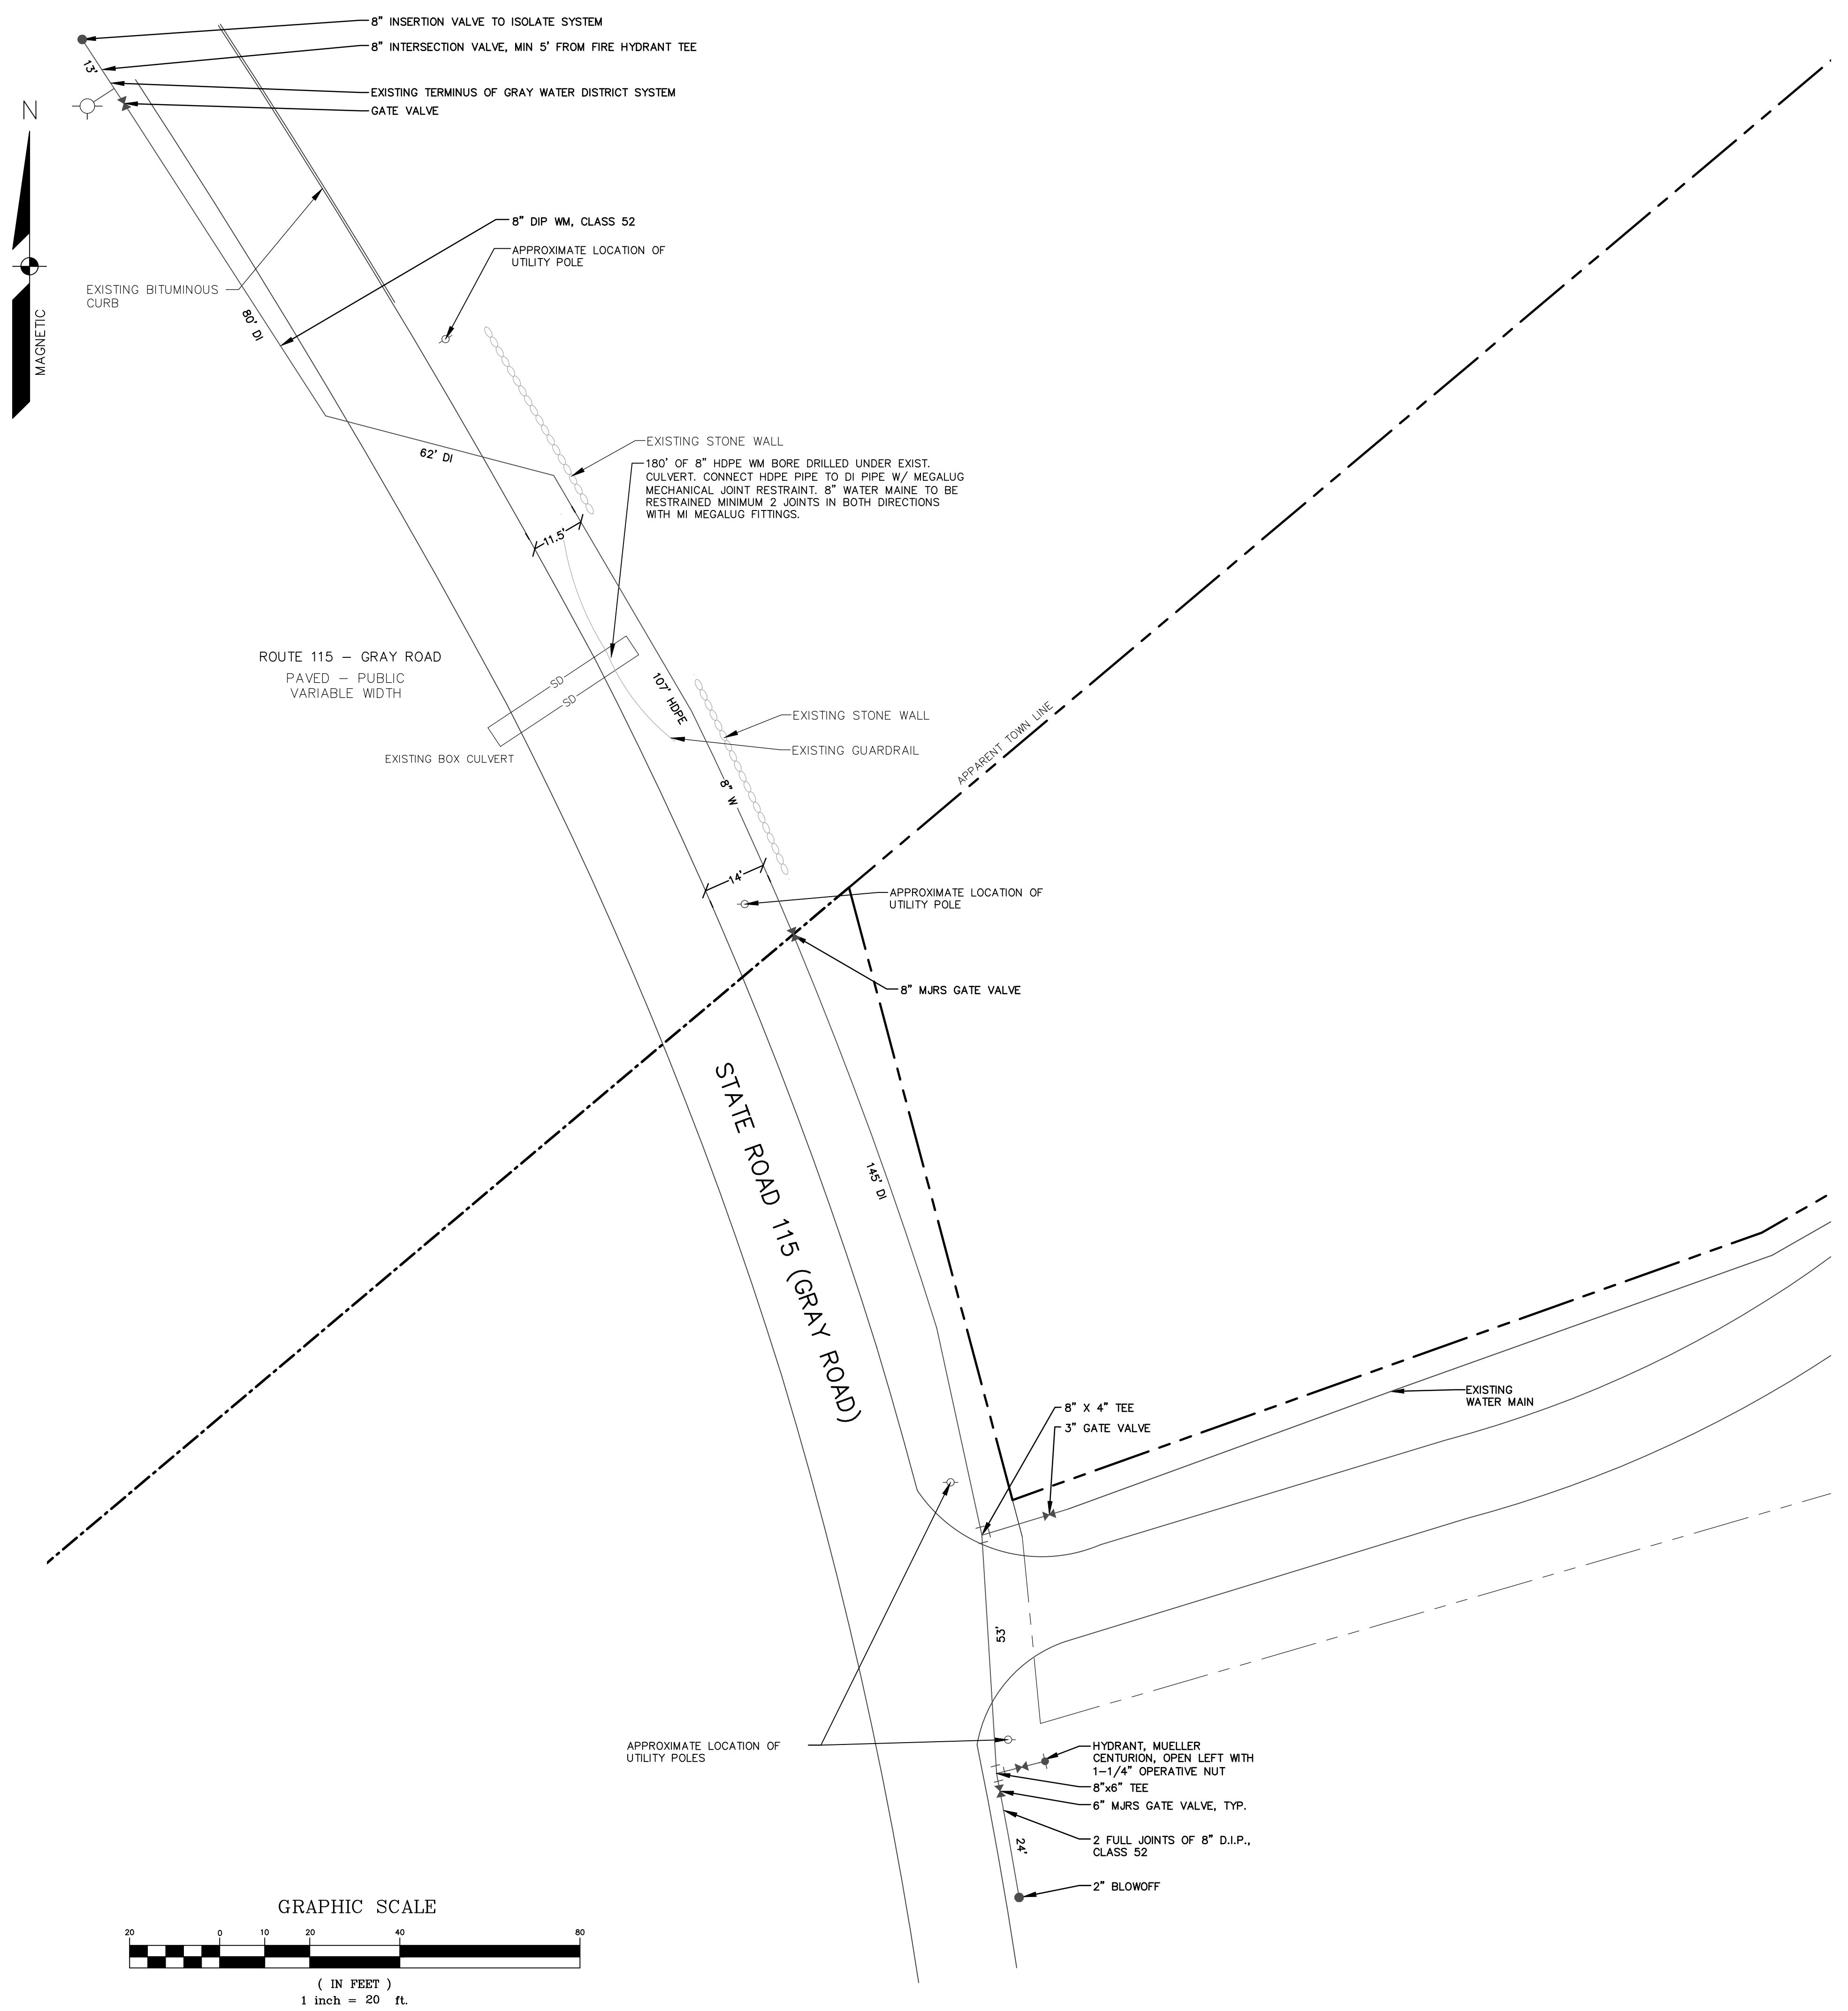 8" INSERTION VALVE TO ISOLATE SYSTEM
8" INTERSECTION VALVE, MIN 5' FROM FIRE HYDRANT TEE
13'
EXISTING TERMINUS OF GRAY WATER DISTRICT SYSTEM
GATE VALVE
N
MAGNETIC
8" DIP WM, CLASS 52
APPROXIMATE LOCATION OF
UTILITY POLE
EXISTING BITUMINOUS
CURB
80' DI
62' DI
EXISTING STONE WALL
180' OF 8" HDPE WM BORE DRILLED UNDER EXIST.
CULVERT. CONNECT HDPE PIPE TO DI PIPE W/ MEGALUG
MECHANICAL JOINT RESTRAINT. 8" WATER MAINE TO BE
RESTRAINED MINIMUM 2 JOINTS IN BOTH DIRECTIONS
WITH MI MEGALUG FITTINGS.
11.5'
ROUTE 115 – GRAY ROAD
PAVED – PUBLIC
VARIABLE WIDTH
SD
SD
107' HDPE
EXISTING STONE WALL
EXISTING GUARDRAIL
EXISTING BOX CULVERT
APPARENT TOWN LINE
8" W
14'
APPROXIMATE LOCATION OF
UTILITY POLE
8" MJRS GATE VALVE
STATE ROAD 115 (GRAY ROAD)
145' DI
EXISTING
WATER MAIN
8" X 4" TEE
3" GATE VALVE
53'
APPROXIMATE LOCATION OF
UTILITY POLES
HYDRANT, MUELLER
CENTURION, OPEN LEFT WITH
1–1/4" OPERATIVE NUT
8"x6" TEE
6" MJRS GATE VALVE, TYP.
2 FULL JOINTS OF 8" D.I.P.,
CLASS 52
24'
2" BLOWOFF
GRAPHIC SCALE
20 0 10 20 40 80
( IN FEET )
1 inch = 20 ft.